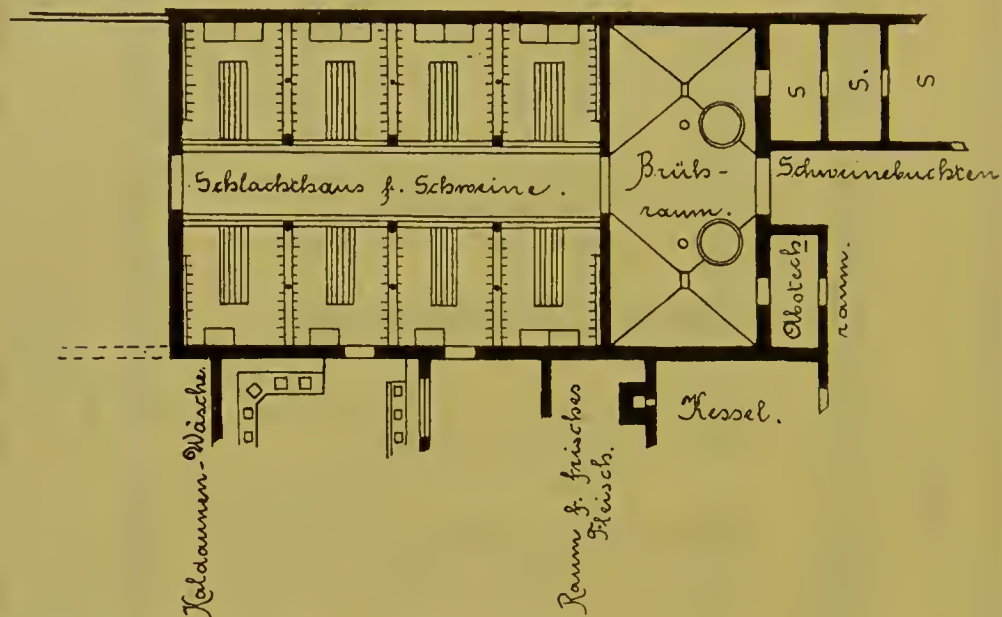 S
S.
S
Schlachthaus f. Schweine.
Brüh-
raum.
Schweinebuchten
Abstech-
raum.
Kaldaunen-Wäsche.
Raum f. frisches
Fleisch.
Kessel.